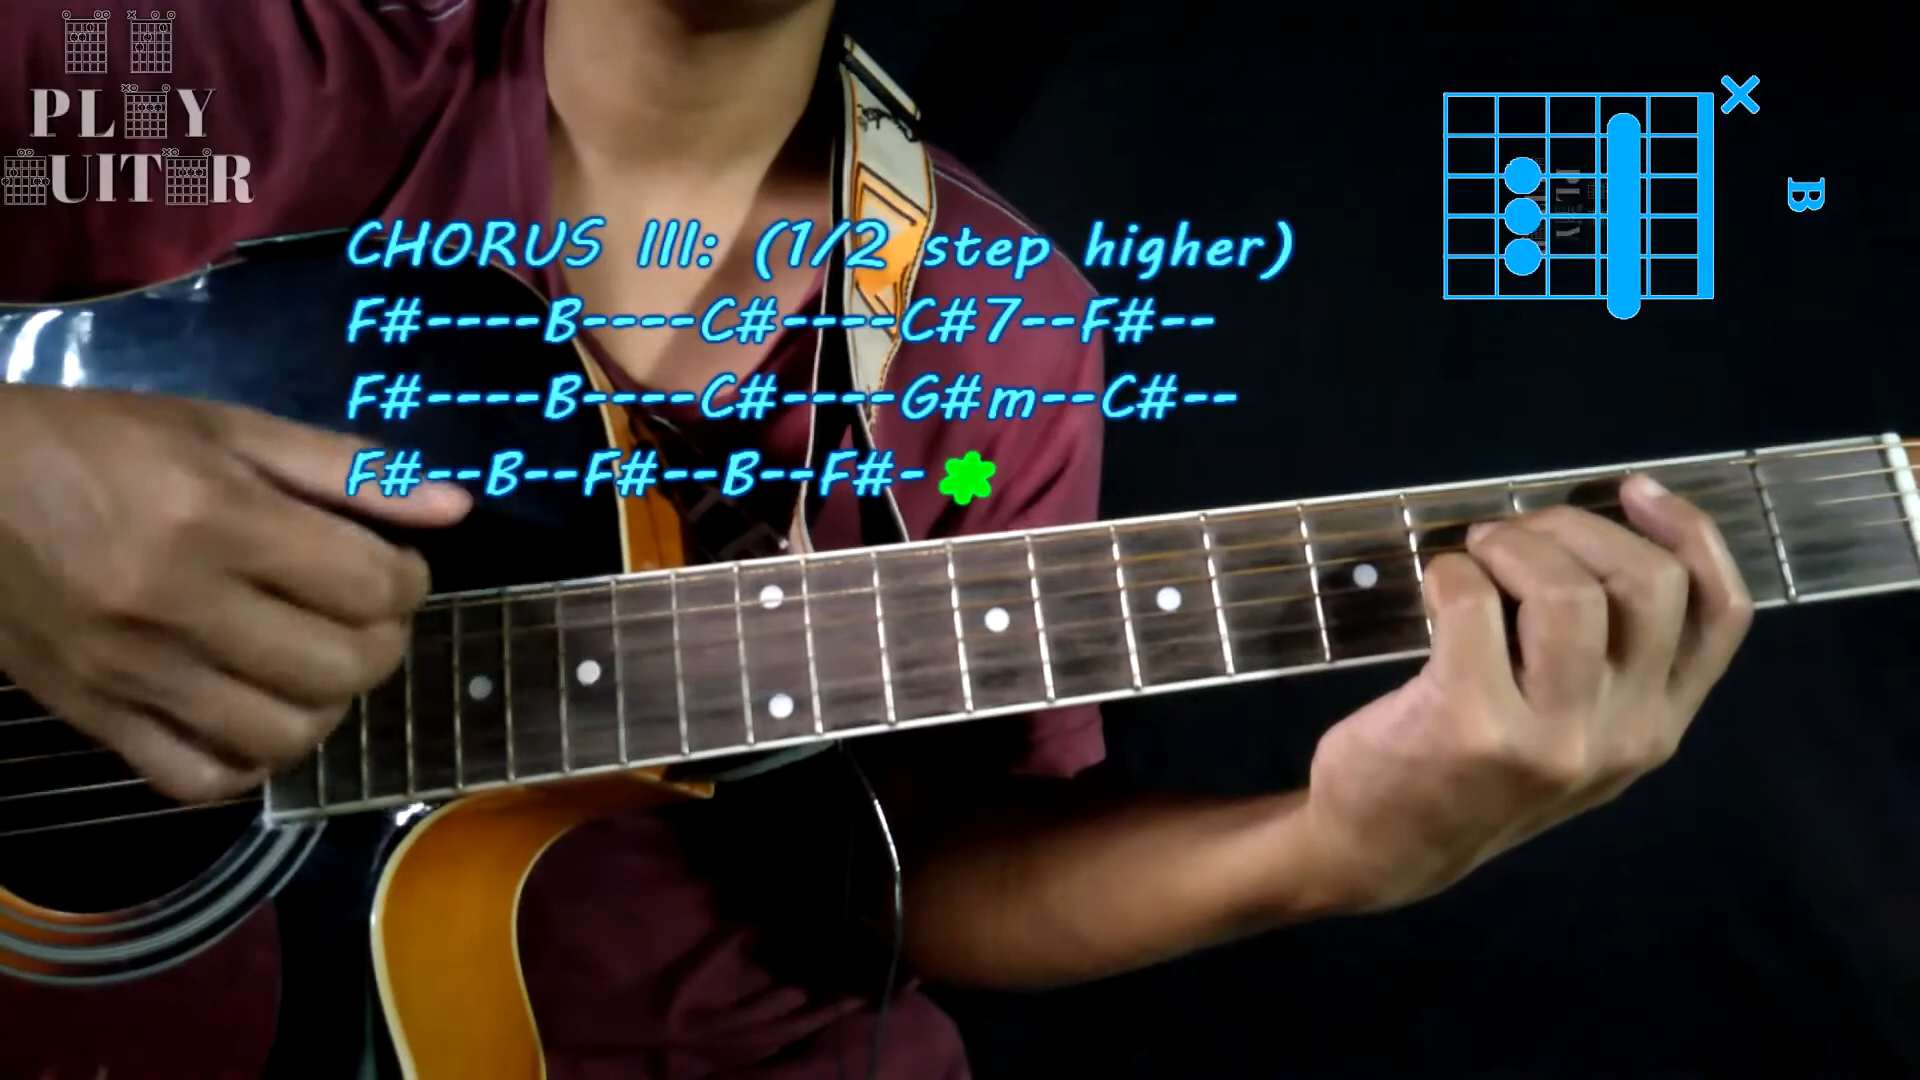 PLAY
GUITAR
CHORUS III: (1/2 step higher)
F#----B----C#----C#7--F#--
F#----B----C#----G#m--C#--
F#--B--F#--B--F#-
B